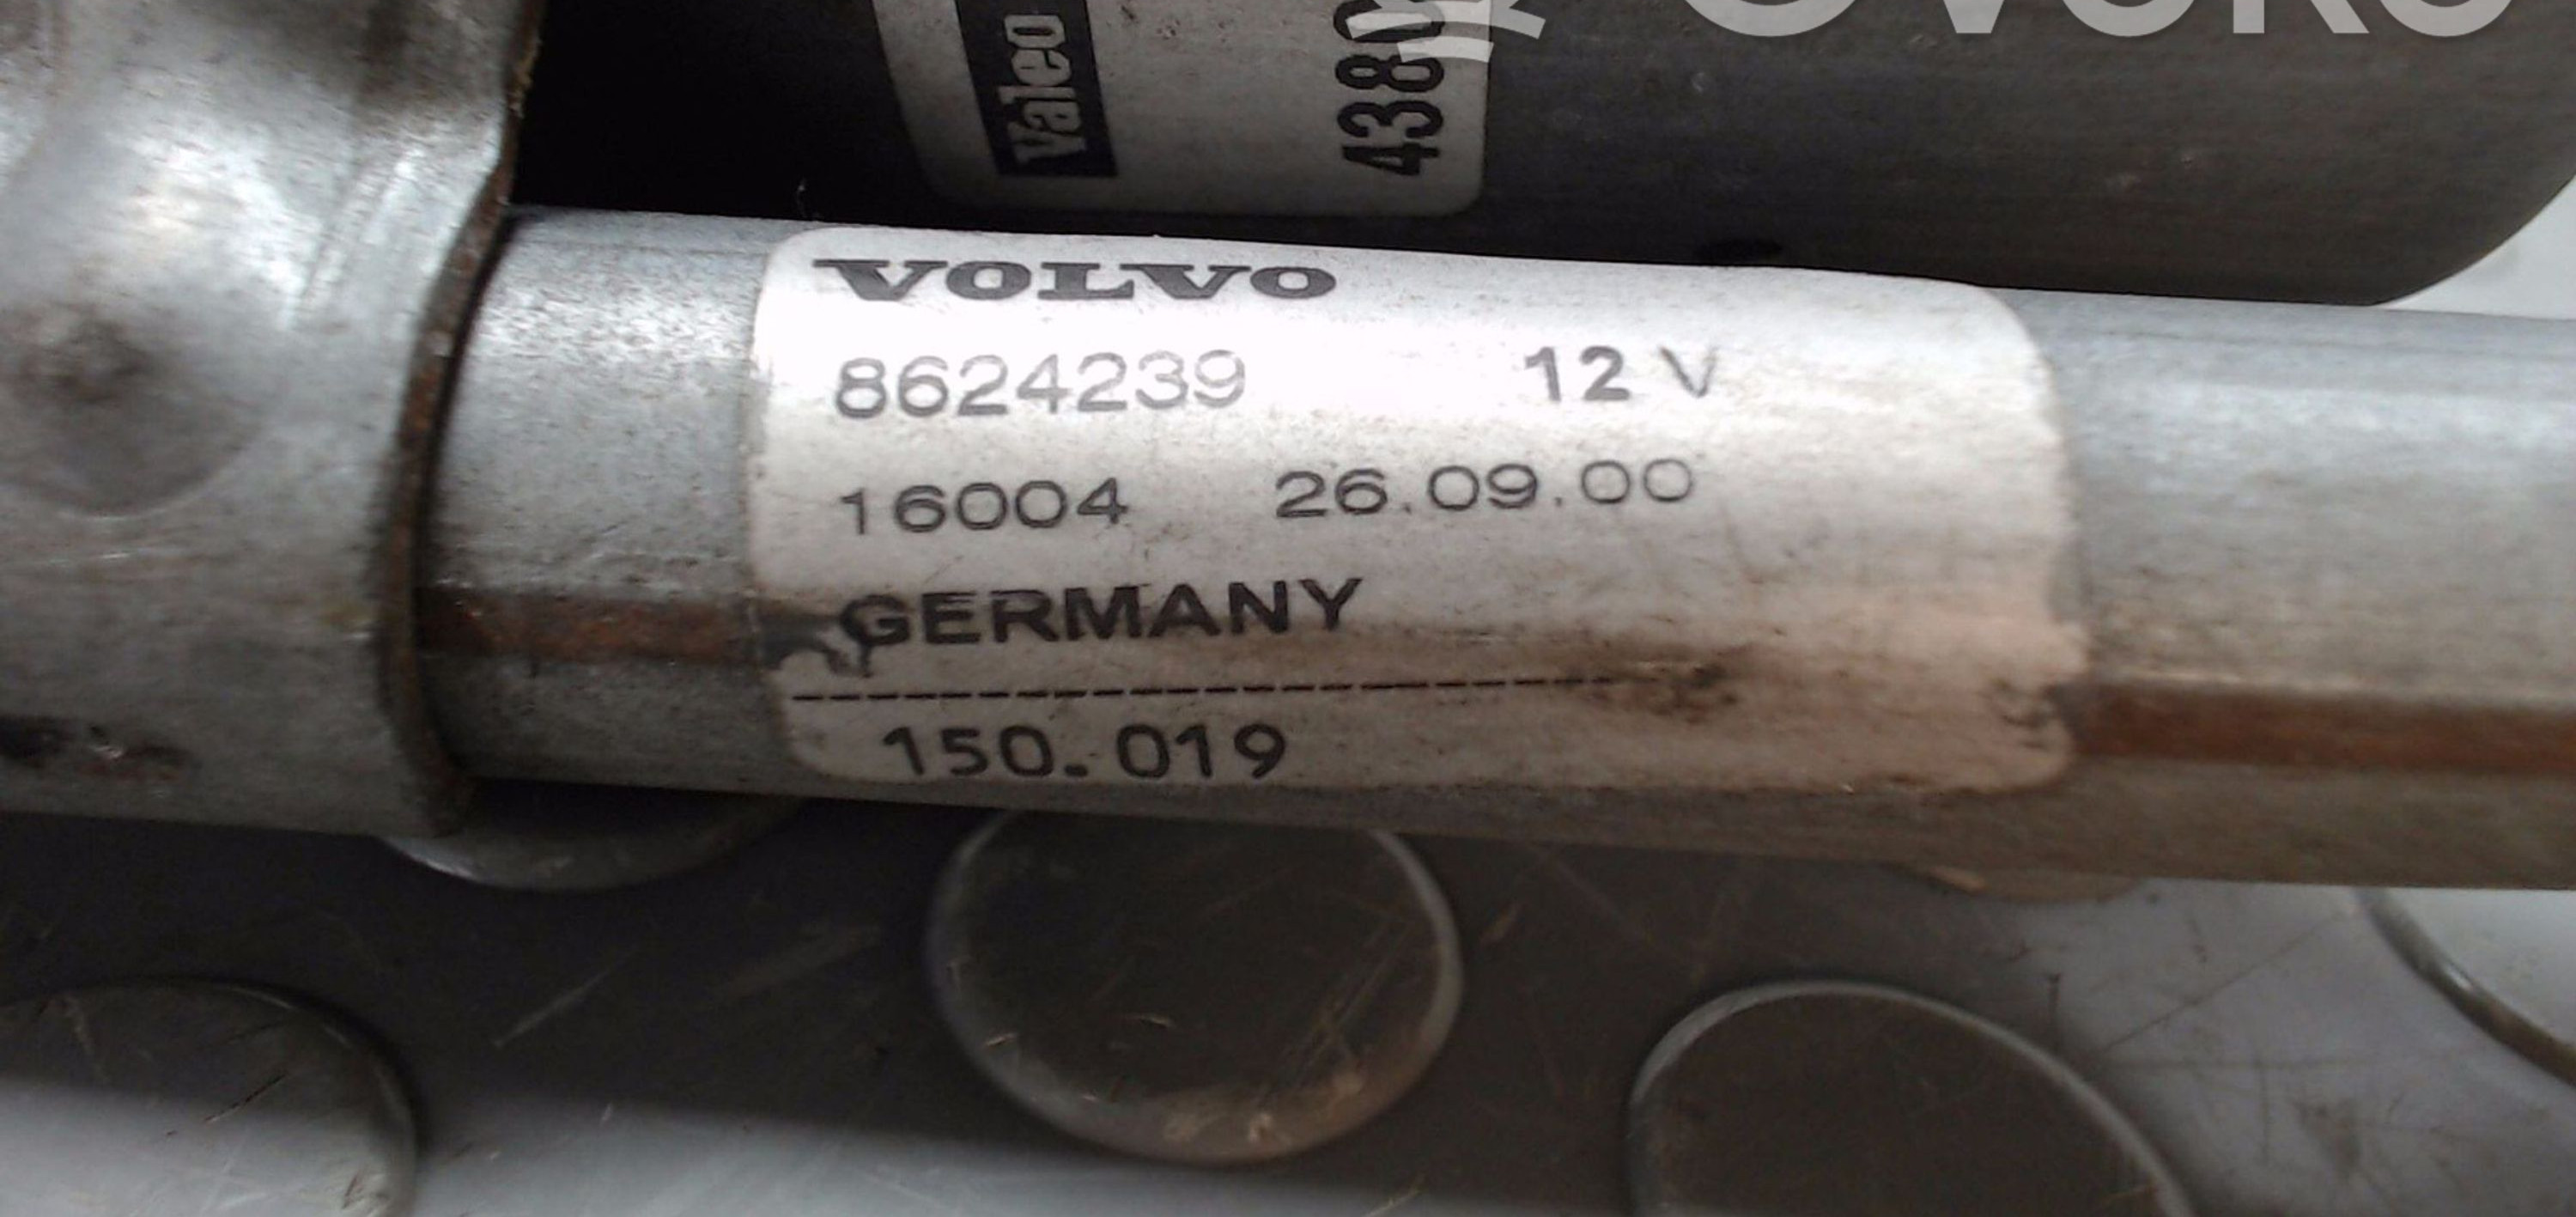 Valeo
VOLVO
8624239 12 V
16004 26.09.00
GERMANY
150.019